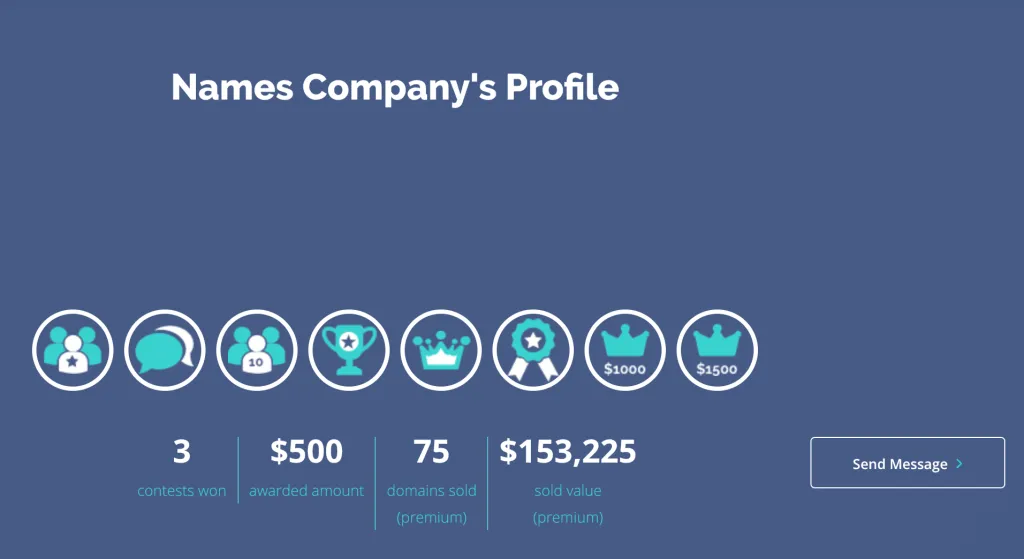 Names Company's Profile
10
$1000
$1500
3
$500
75
$153,225
contests won
awarded amount
domains sold
(premium)
sold value
(premium)
Send Message